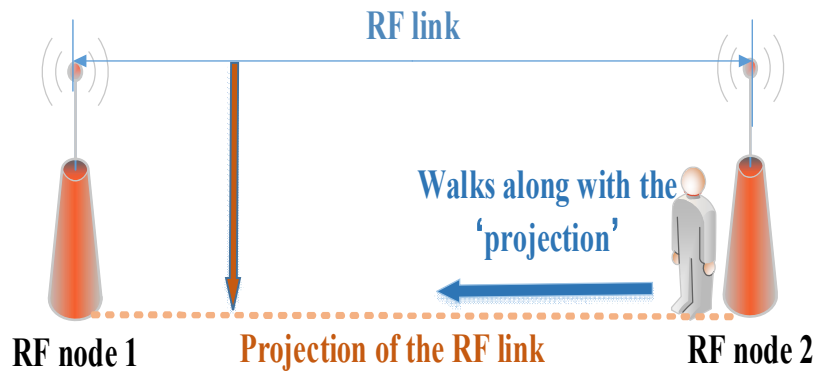 RF link
Walks along with the
‘projection’
RF node 1
Projection of the RF link
RF node 2